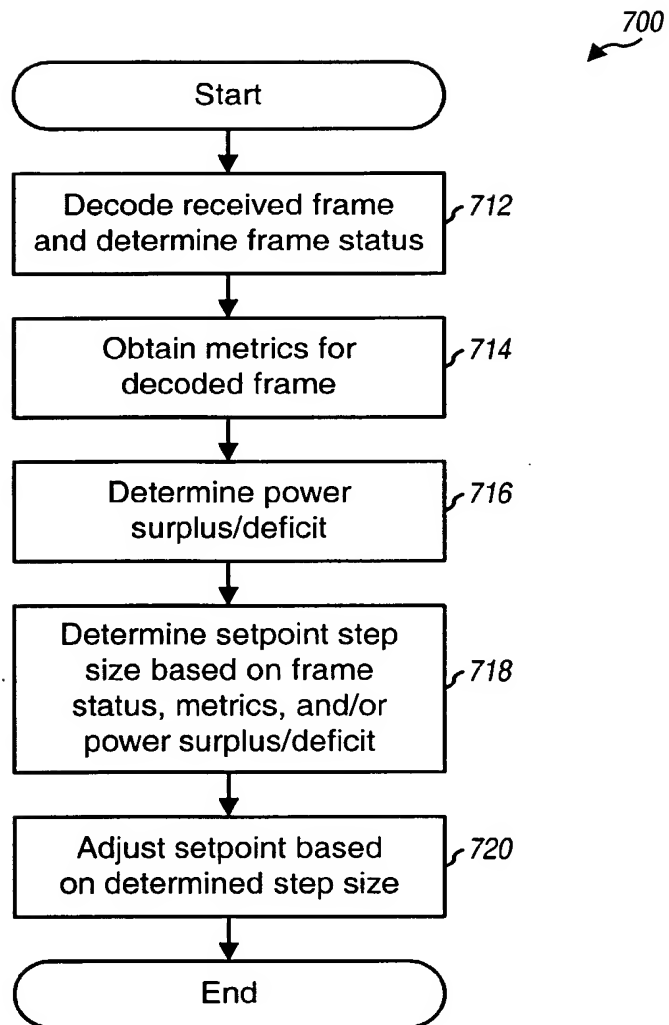 700
Start
Decode received frame
and determine frame status
712
Obtain metrics for
decoded frame
714
Determine power
surplus/deficit
716
Determine setpoint step
size based on frame
status, metrics, and/or
power surplus/deficit
718
Adjust setpoint based
on determined step size
720
End